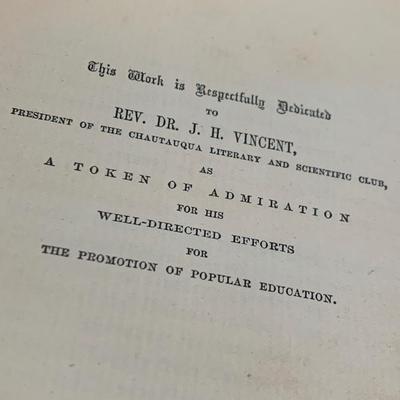 This Work is Respectfully Dedicated
TO
REV. DR. J. H. VINCENT,
PRESIDENT OF THE CHAUTAUQUA LITERARY AND SCIENTIFIC CLUB,
AS
A TOKEN OF ADMIRATION
FOR HIS
WELL-DIRECTED EFFORTS
FOR
THE PROMOTION OF POPULAR EDUCATION.